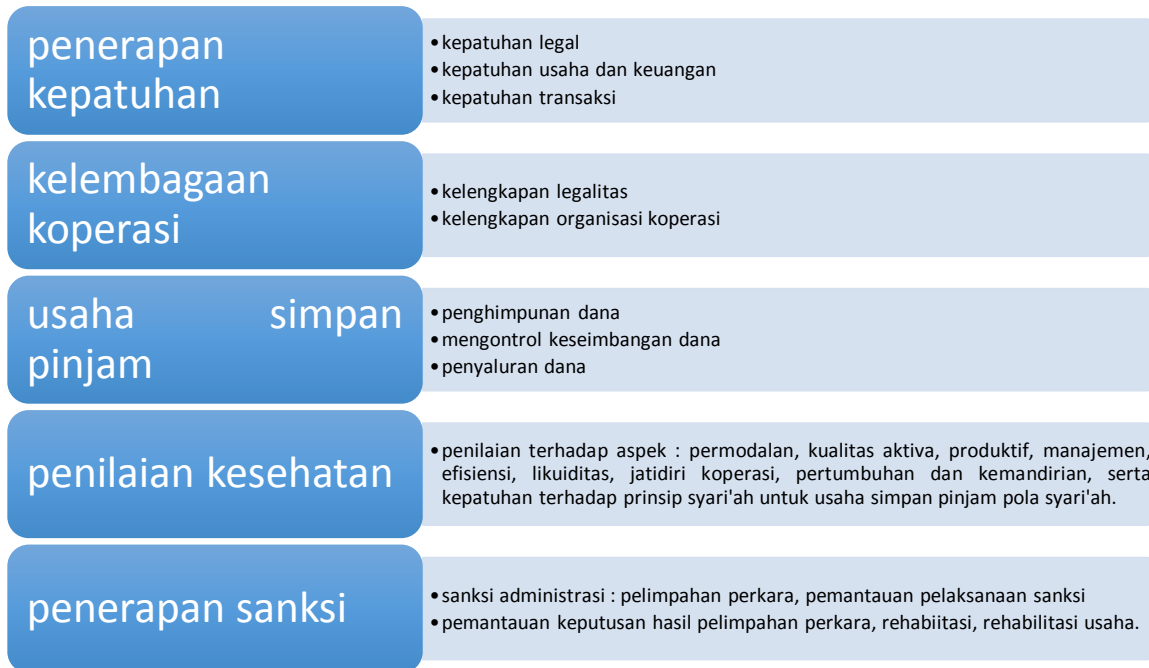 penerapan
kepatuhan
•kepatuhan legal
•kepatuhan usaha dan keuangan
•kepatuhan transaksi
kelembagaan
koperasi
•kelengkapan legalitas
•kelengkapan organisasi koperasi
usaha simpan
pinjam
•penghimpunan dana
•mengontrol keseimbangan dana
•penyaluran dana
penilaian kesehatan
•penilaian terhadap aspek : permodalan, kualitas aktiva, produktif, manajemen,
efisiensi, likuiditas, jatidiri koperasi, pertumbuhan dan kemandirian, serta
kepatuhan terhadap prinsip syari'ah untuk usaha simpan pinjam pola syari'ah.
penerapan sanksi
•sanksi administrasi : pelimpahan perkara, pemantauan pelaksanaan sanksi
•pemantauan keputusan hasil pelimpahan perkara, rehabiitasi, rehabilitasi usaha.